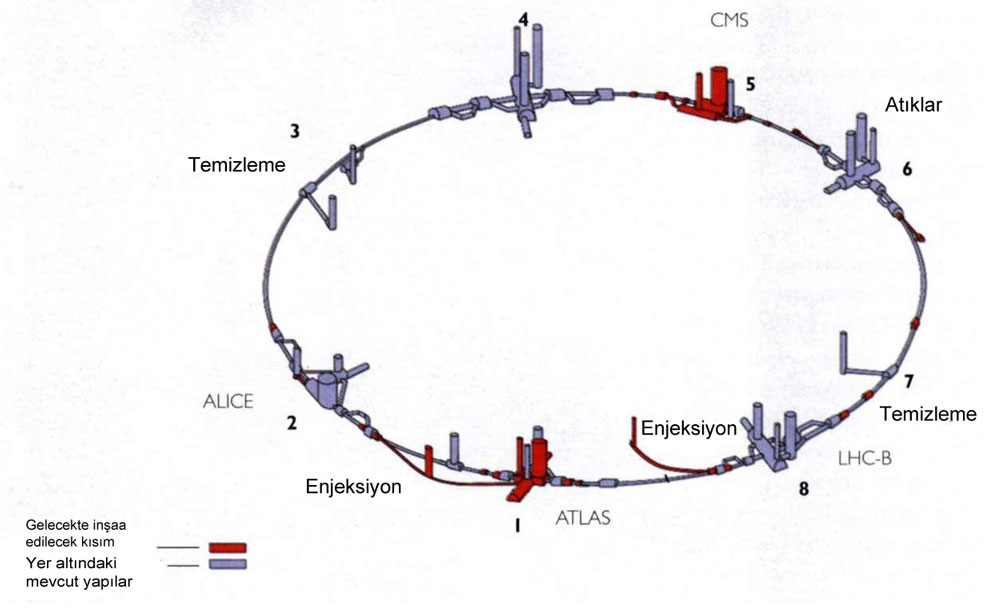 4
CMS
5
Atıklar
3
Temizleme
6
7
Temizleme
ALICE
2
Enjeksiyon
LHC-B
8
Enjeksiyon
1
ATLAS
Gelecekte inşaa
edilecek kısım
Yer altındaki
mevcut yapılar